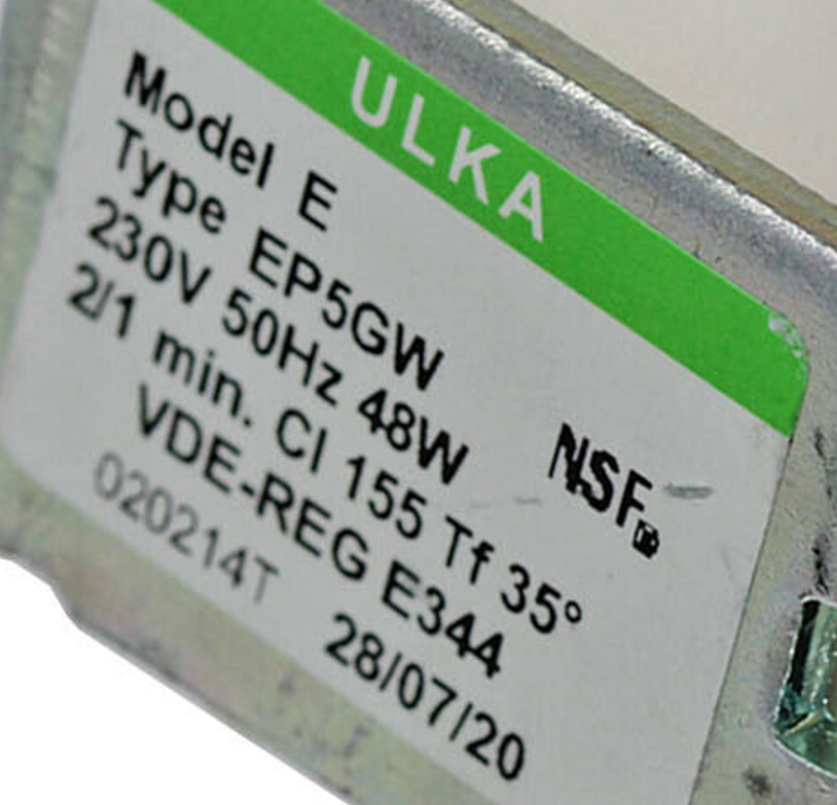 ULKA
Model E
Type EP5GW
230V 50Hz 48W
2/1 min. Cl 155 Tf 35°
VDE-REG E344
020214T 28/07/20
NSF